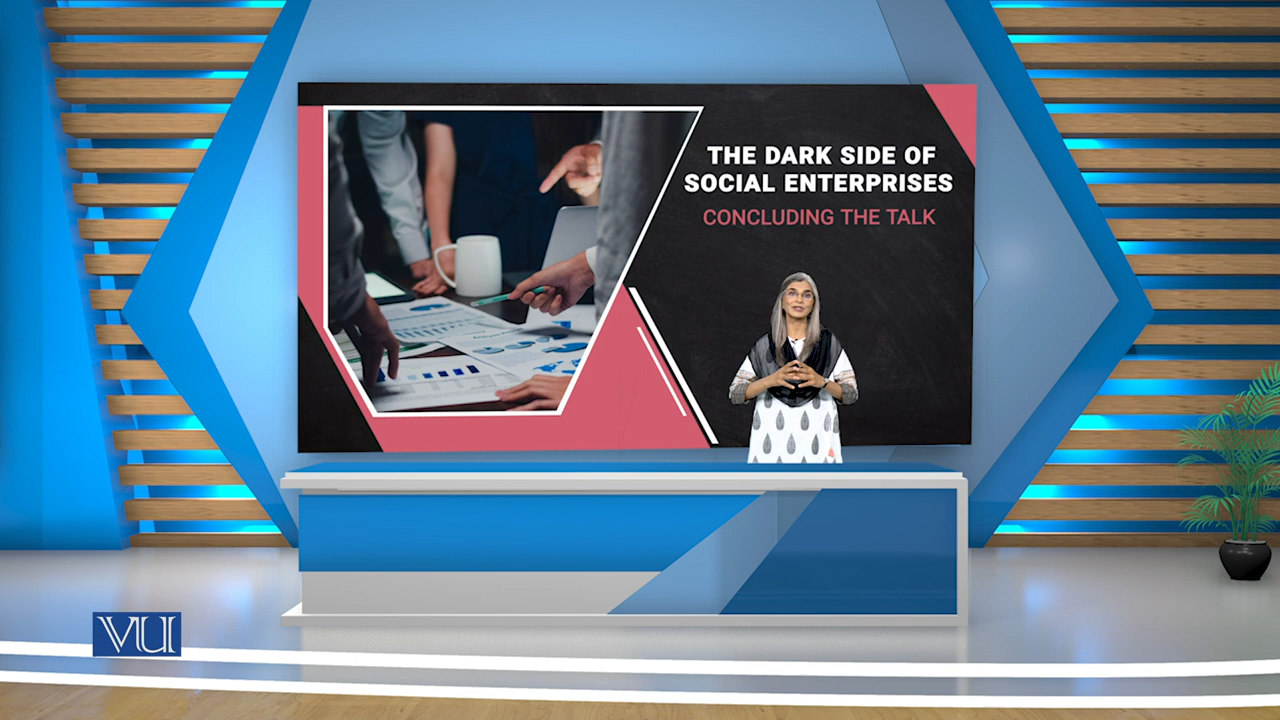 THE DARK SIDE OF
SOCIAL ENTERPRISES
CONCLUDING THE TALK
VU